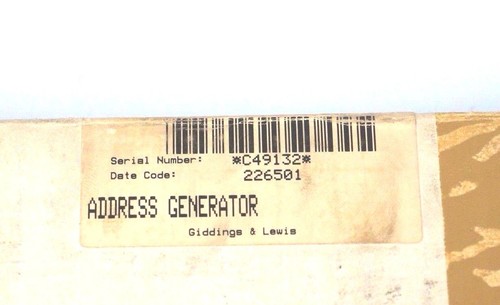 Serial Number: *C49132*
Date Code: 226501
ADDRESS GENERATOR
Giddings & Lewis